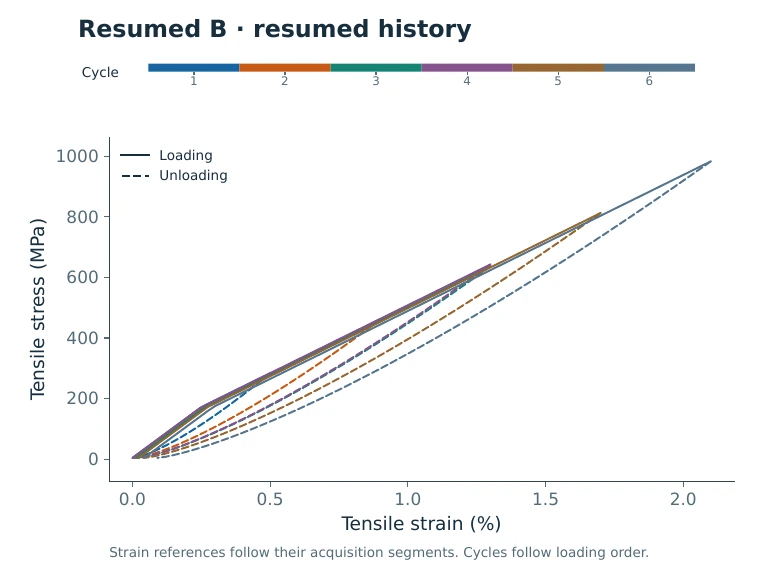 Resumed B · resumed history
Cycle
1 2 3 4 5 6
Loading
Unloading
Tensile stress (MPa)
1000
800
600
400
200
0
0.0 0.5 1.0 1.5 2.0
Tensile strain (%)
Strain references follow their acquisition segments. Cycles follow loading order.